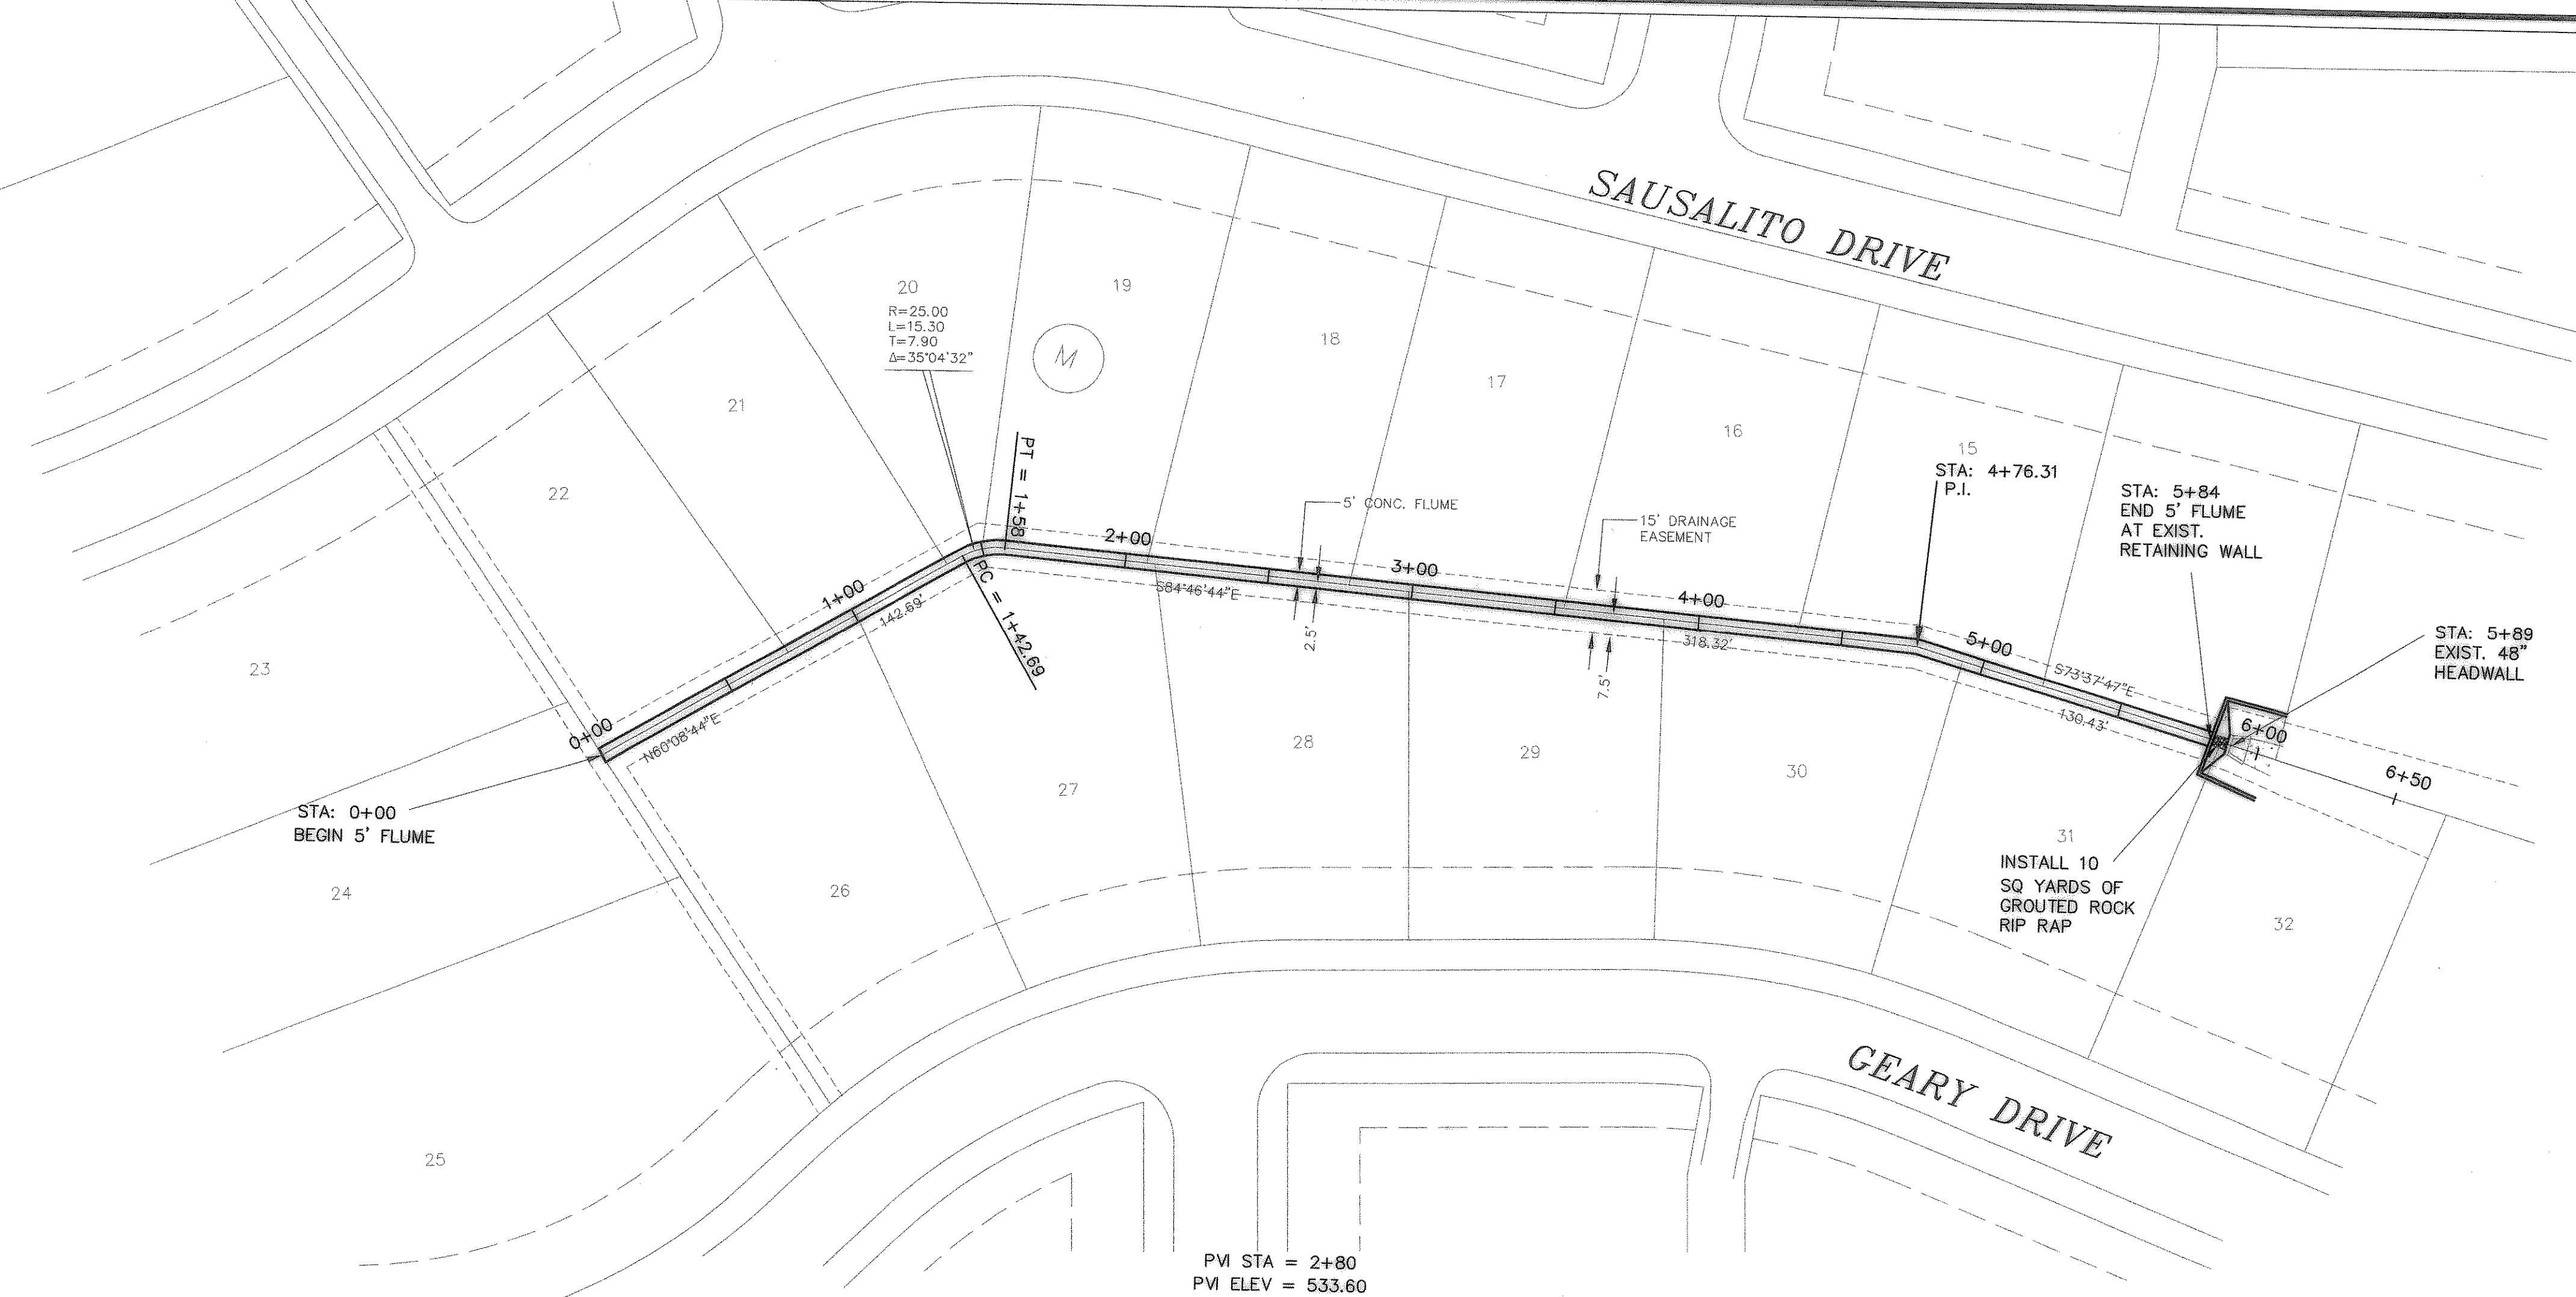 SAUSALITO DRIVE
20
R=25.00
L=15.30
T=7.90
Δ=35°04'32"
19
M
18
17
16
15
21
22
23
24
25
26
27
28
29
30
31
32
STA: 4+76.31
P.I.
STA: 5+84
END 5' FLUME
AT EXIST.
RETAINING WALL
PT = 1+58
5' CONC. FLUME
15' DRAINAGE
EASEMENT
0+00
1+00
2+00
3+00
4+00
5+00
6+00
6+50
142.69'
PC = 1+42.69
S84°46'44"E
2.5'
318.32'
7.5'
S73°37'47"E
130.43'
N60°08'44"E
STA: 5+89
EXIST. 48"
HEADWALL
STA: 0+00
BEGIN 5' FLUME
INSTALL 10
SQ YARDS OF
GROUTED ROCK
RIP RAP
GEARY DRIVE
PVI STA = 2+80
PVI ELEV = 533.60